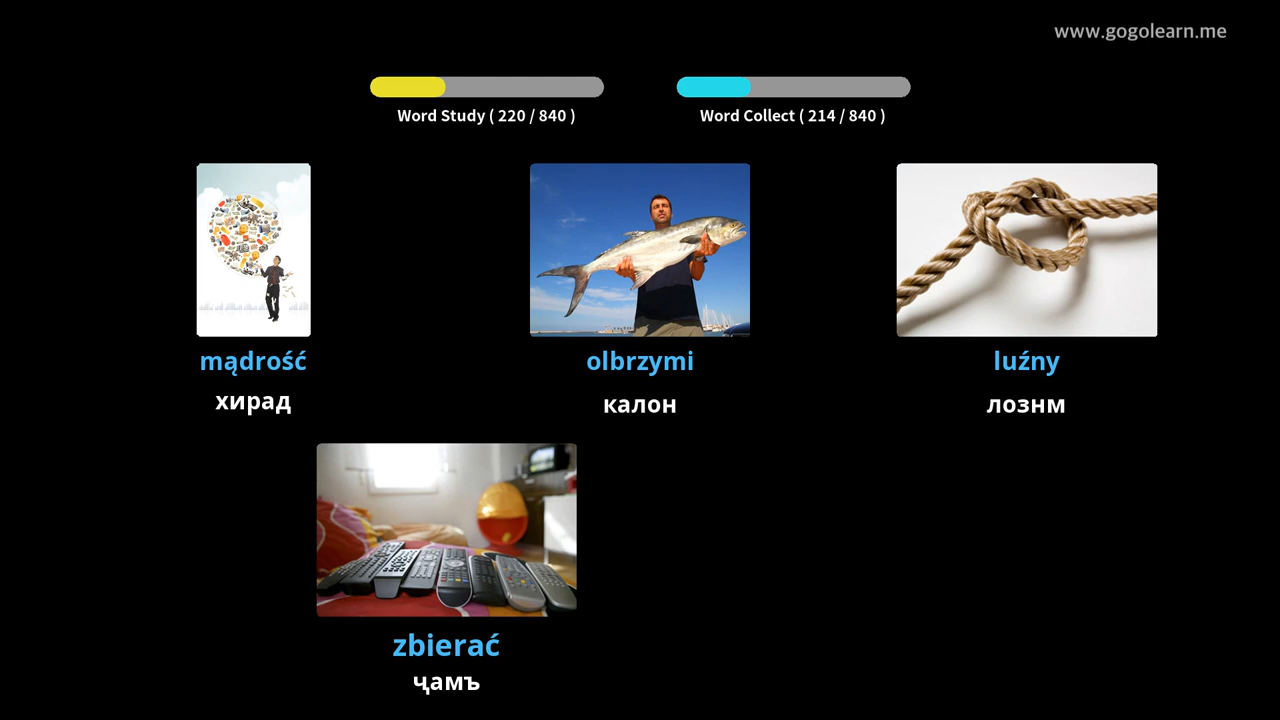 www.gogolearn.me
Word Study ( 220 / 840 )
Word Collect ( 214 / 840 )
mądrość
хирад
olbrzymi
калон
luźny
лознм
zbierać
ҷамъ